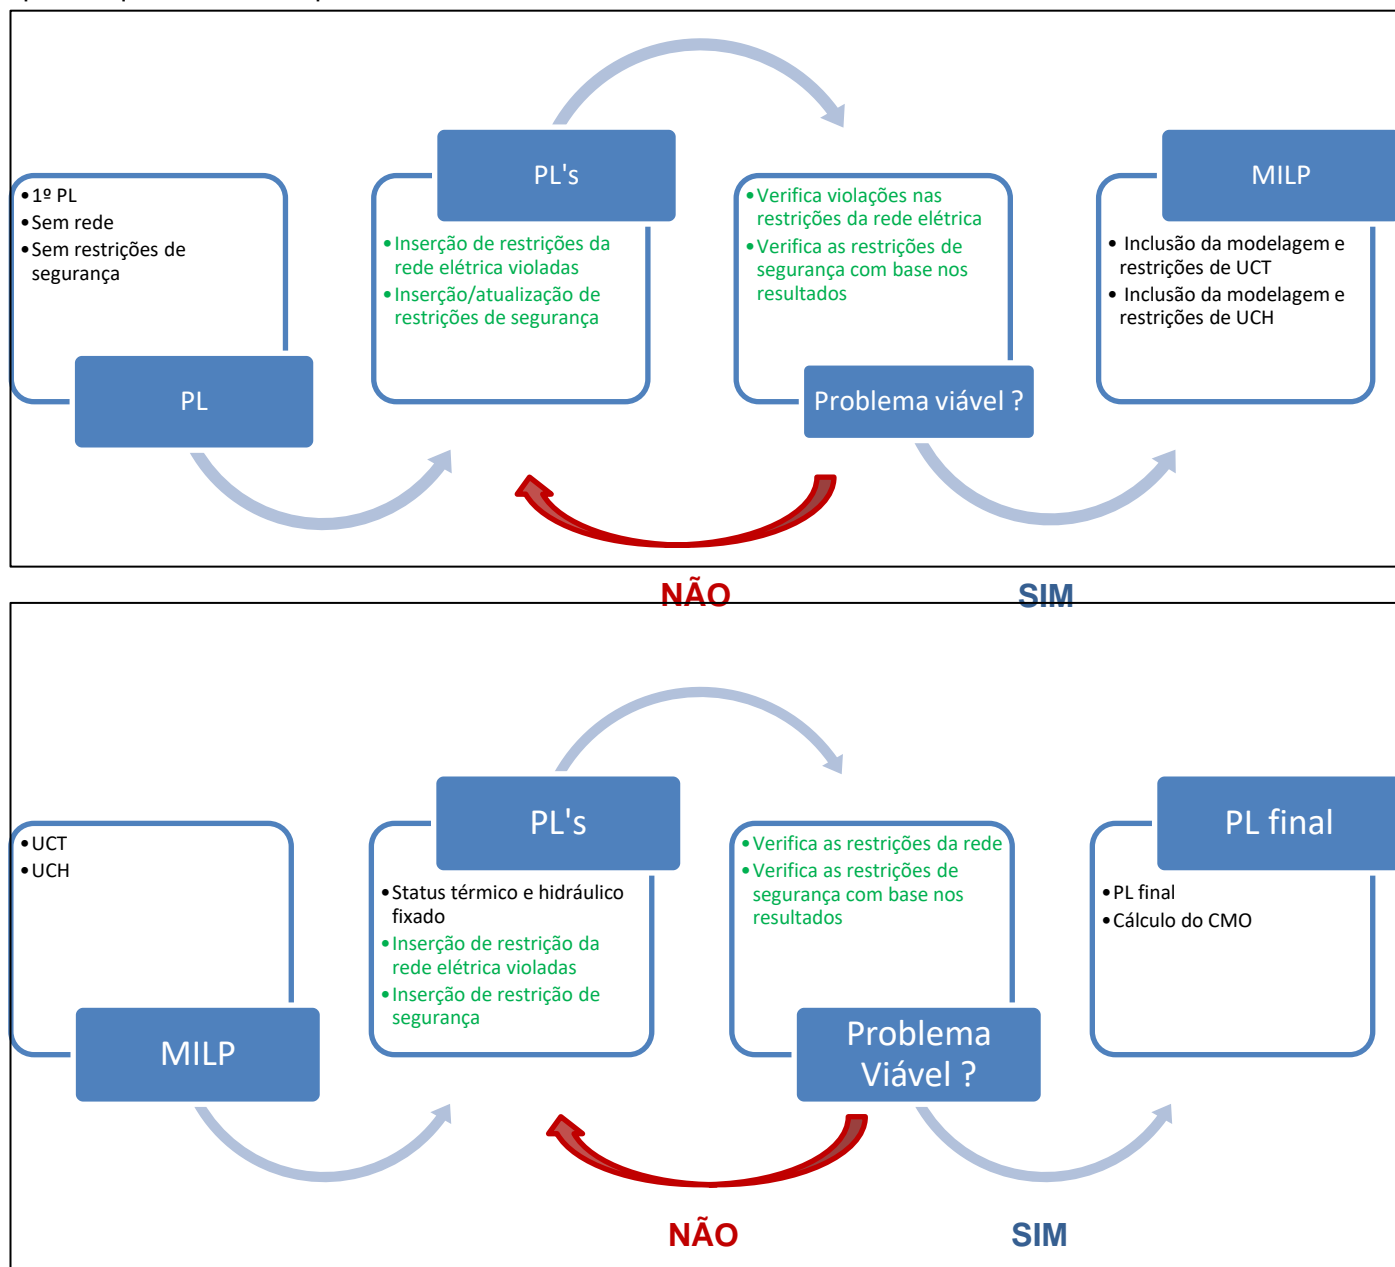 •1º PL
•Sem rede
•Sem restrições de
segurança
PL
PL's
•Inserção de restrições da
rede elétrica violadas
•Inserção/atualização de
restrições de segurança
•Verifica violações nas
restrições da rede elétrica
•Verifica as restrições de
segurança com base nos
resultados
Problema viável ?
MILP
• Inclusão da modelagem e
restrições de UCT
• Inclusão da modelagem e
restrições de UCH
NÃO
SIM
•UCT
•UCH
MILP
PL's
•Status térmico e hidráulico
fixado
•Inserção de restrição da
rede elétrica violadas
•Inserção de restrição de
segurança
•Verifica as restrições da rede
•Verifica as restrições de
segurança com base nos
resultados
Problema
Viável ?
PL final
•PL final
•Cálculo do CMO
NÃO
SIM